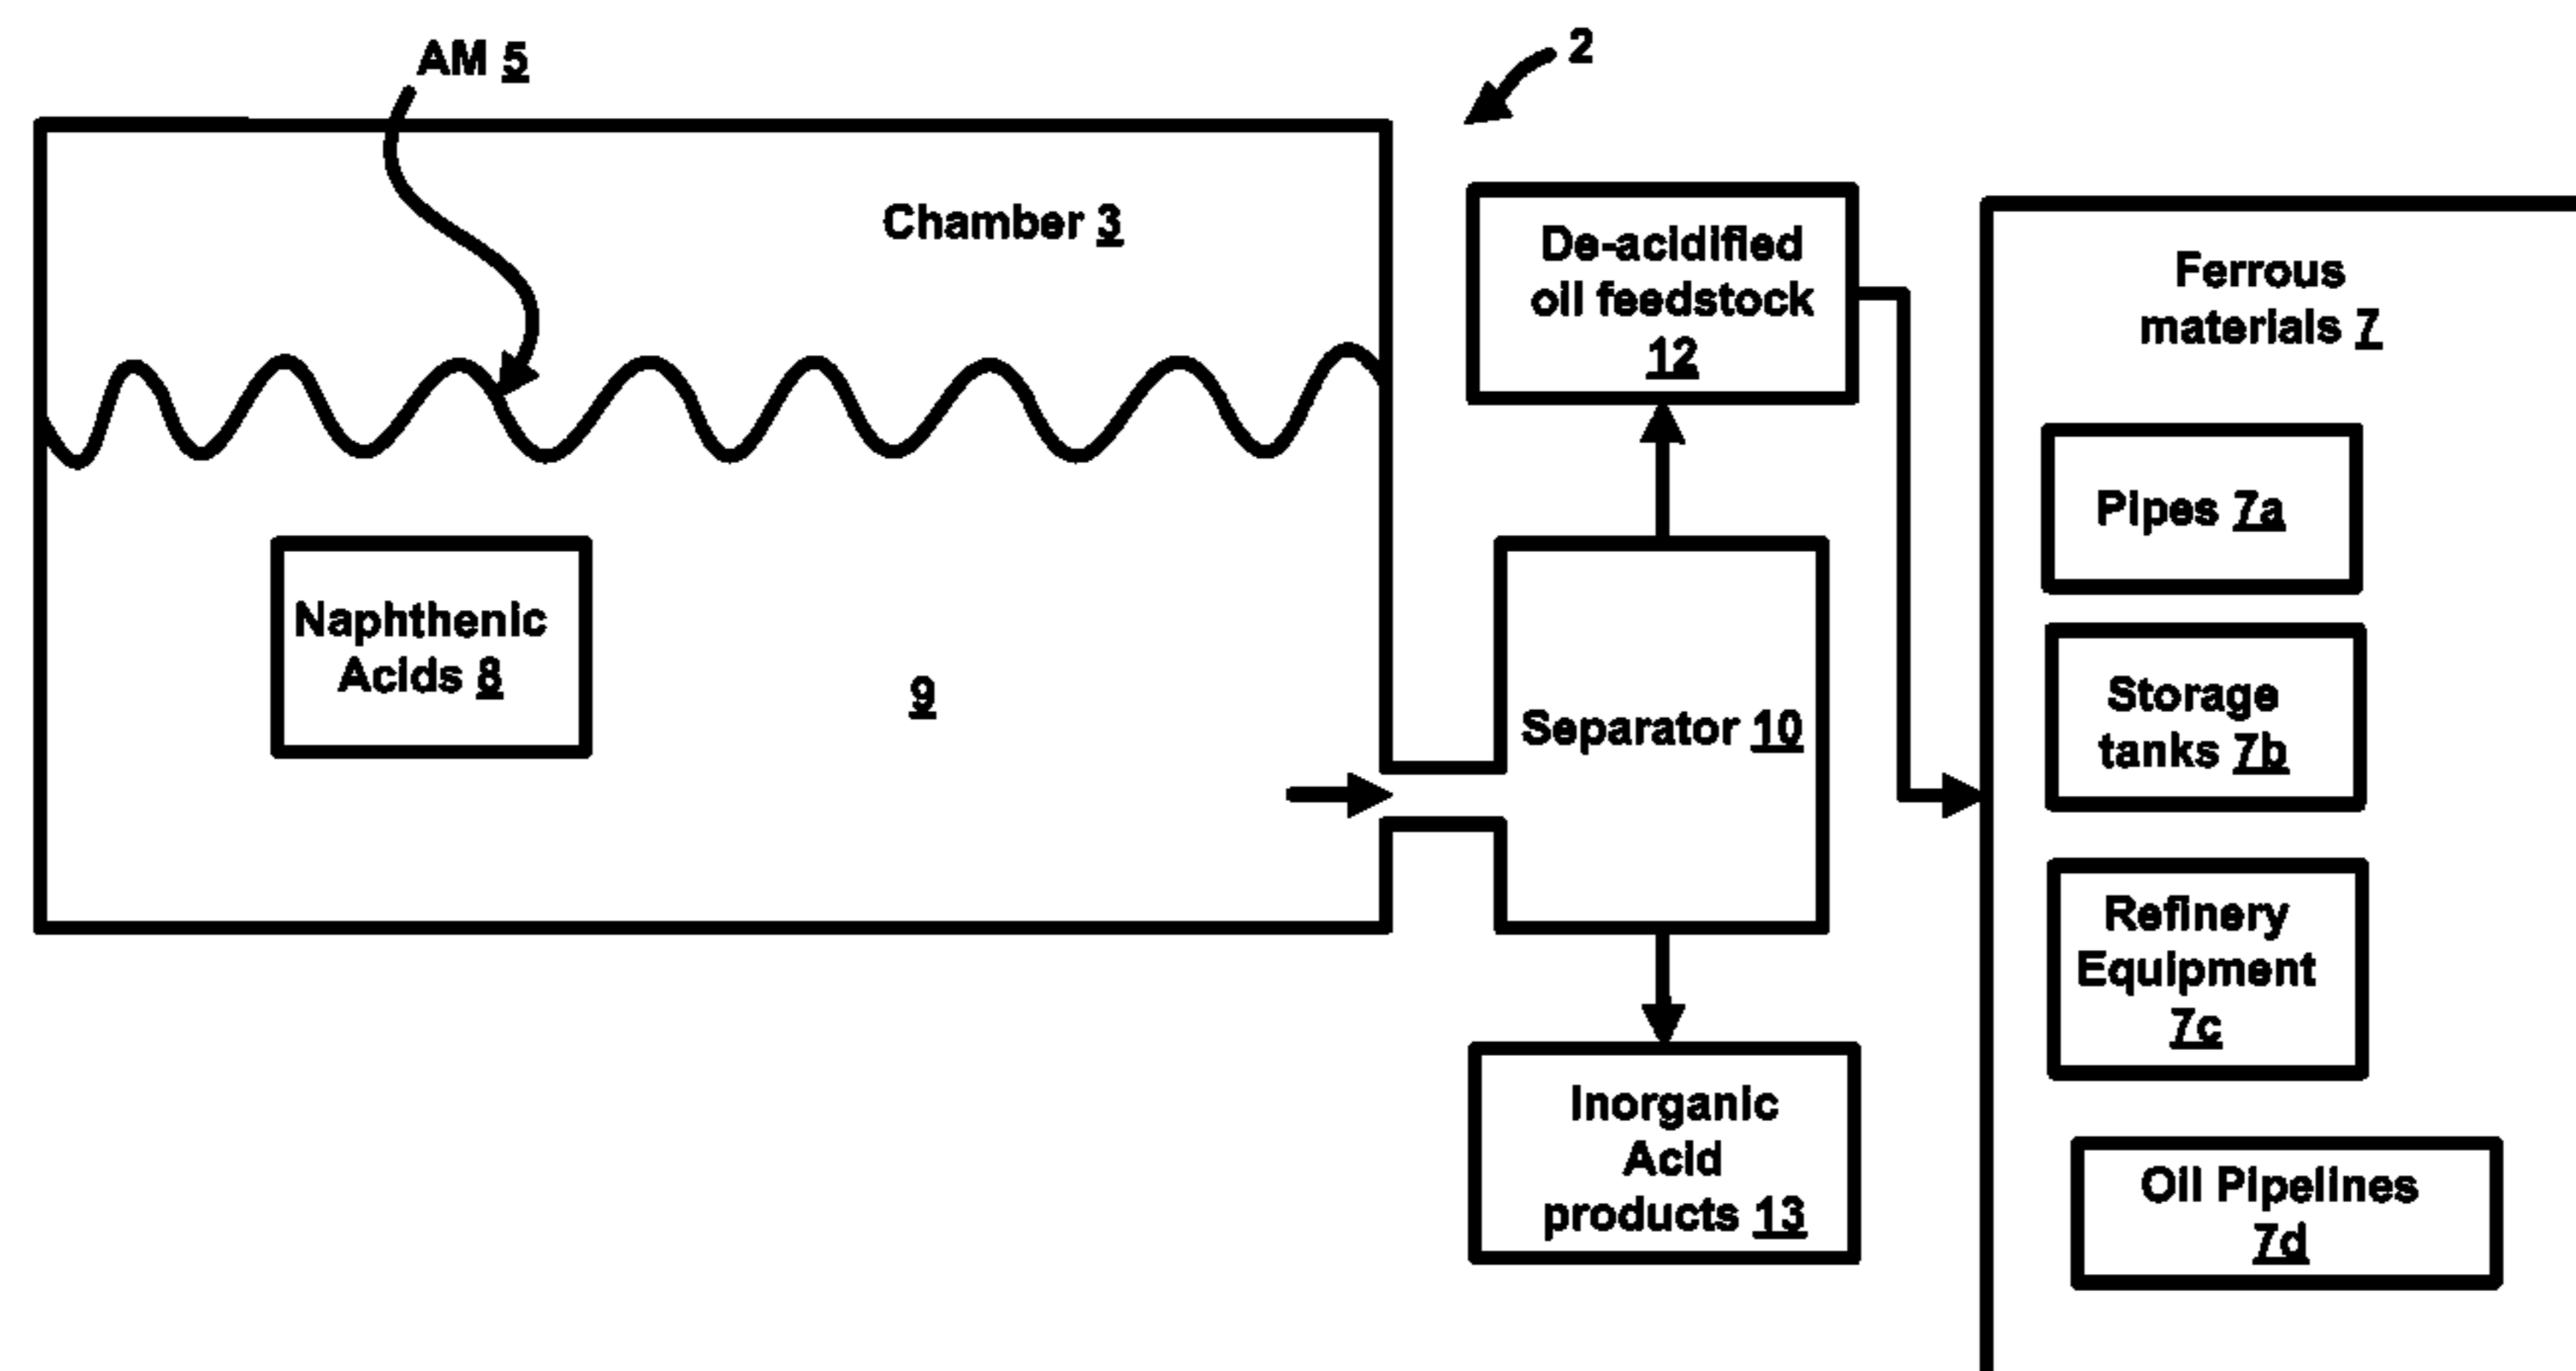 AM 5
2
Chamber 3
De-acidified
oil feedstock
12
Ferrous
materials 7
Pipes 7a
Naphthenic
Acids 8
9
Separator 10
Storage
tanks 7b
Refinery
Equipment
7c
Inorganic
Acid
products 13
Oil Pipelines
7d